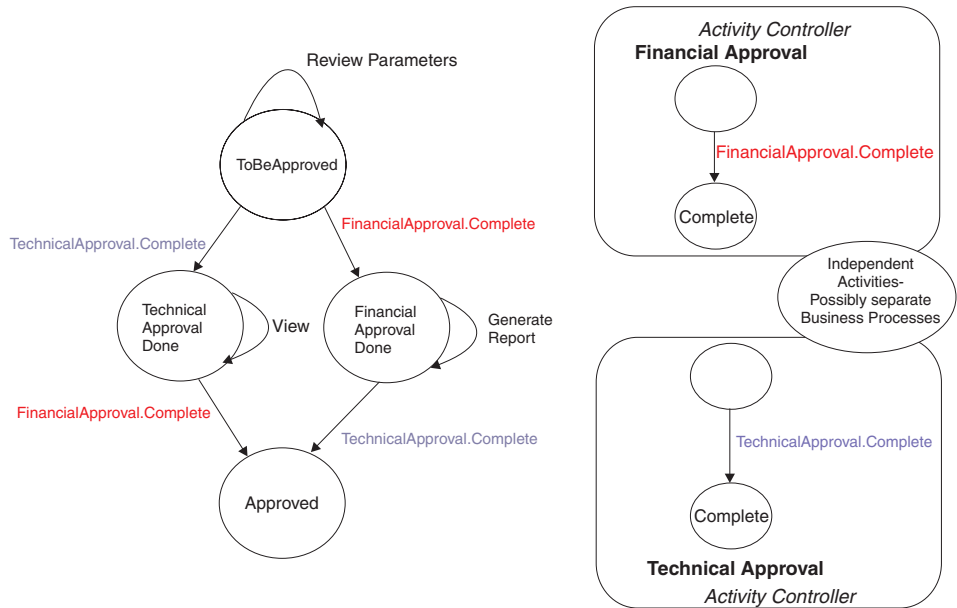 Review Parameters
ToBeApproved
TechnicalApproval.Complete
FinancialApproval.Complete
Technical
Approval
Done
View
Financial
Approval
Done
Generate
Report
FinancialApproval.Complete
TechnicalApproval.Complete
Approved
Activity Controller
Financial Approval
FinancialApproval.Complete
Complete
Independent
Activities-
Possibly separate
Business Processes
TechnicalApproval.Complete
Complete
Technical Approval
Activity Controller